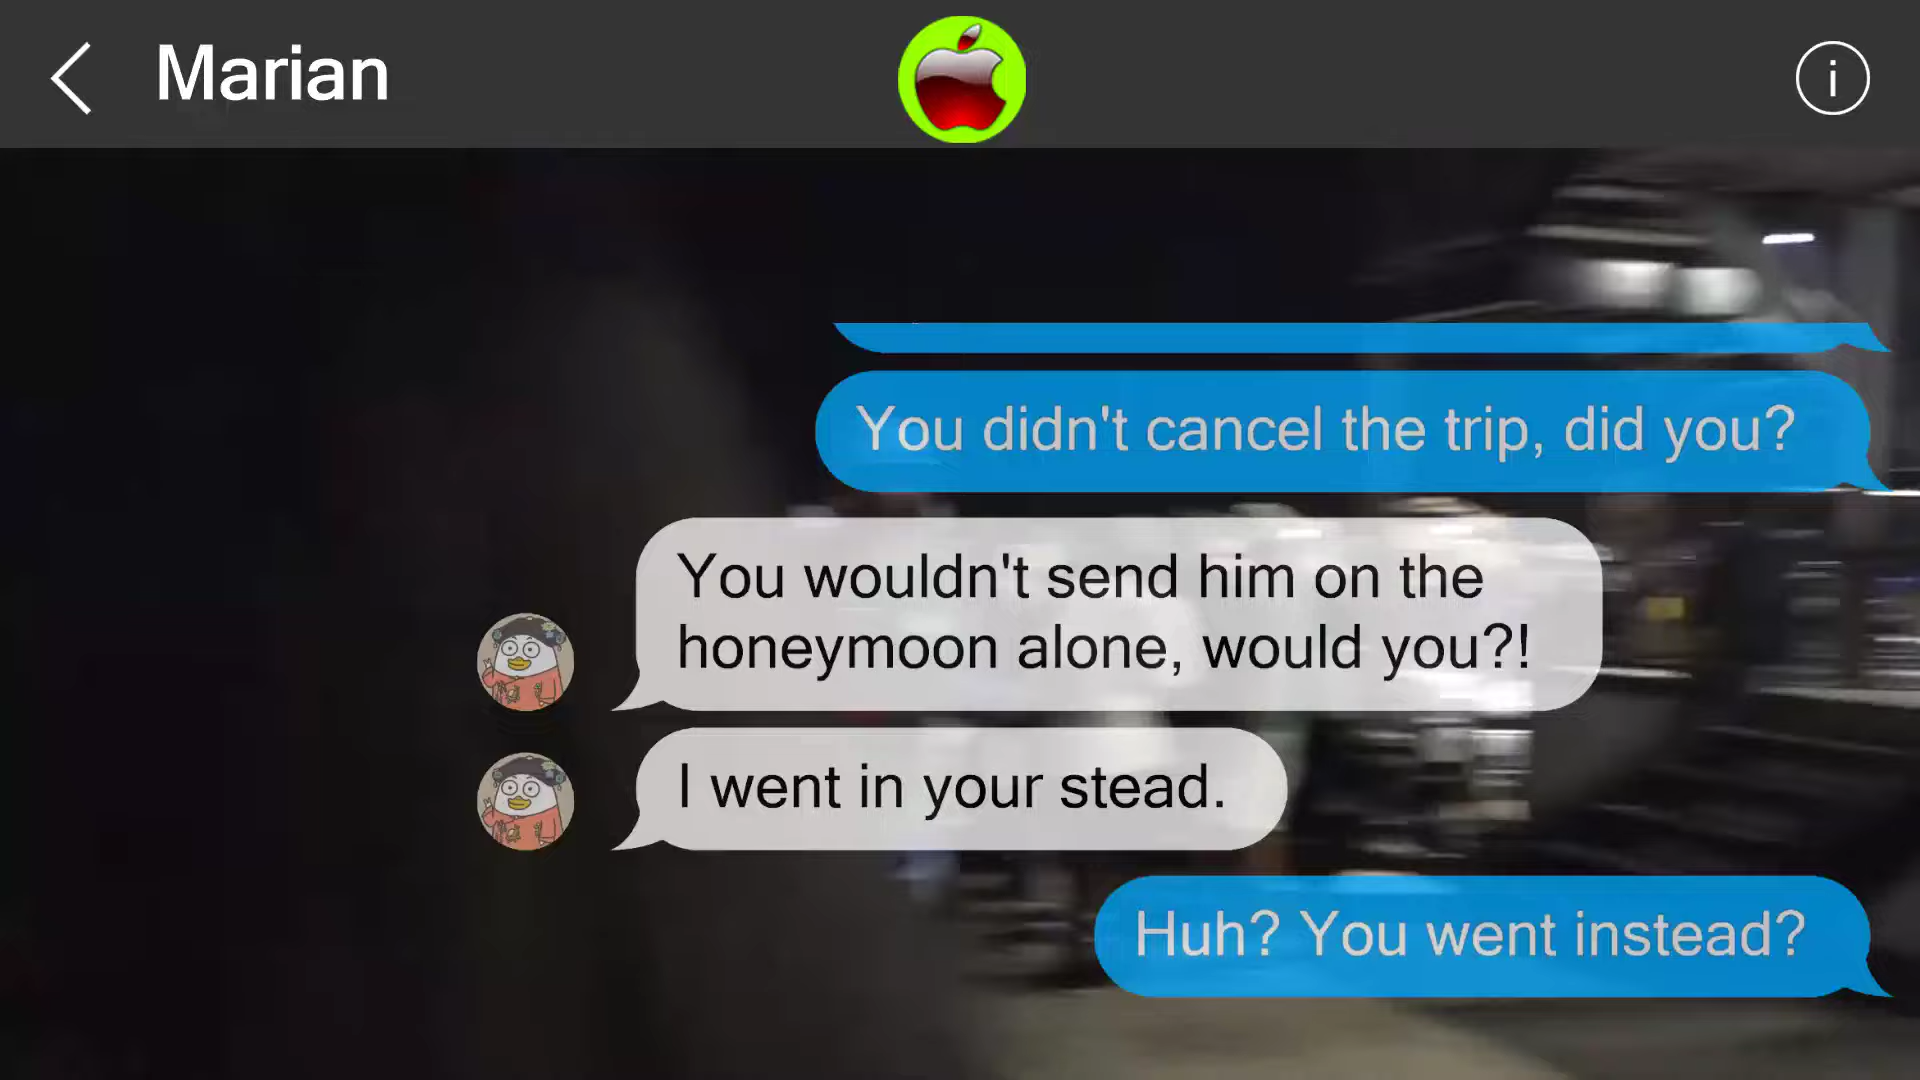 Marian
i
You didn't cancel the trip, did you?
You wouldn't send him on the
honeymoon alone, would you?!
I went in your stead.
Huh? You went instead?